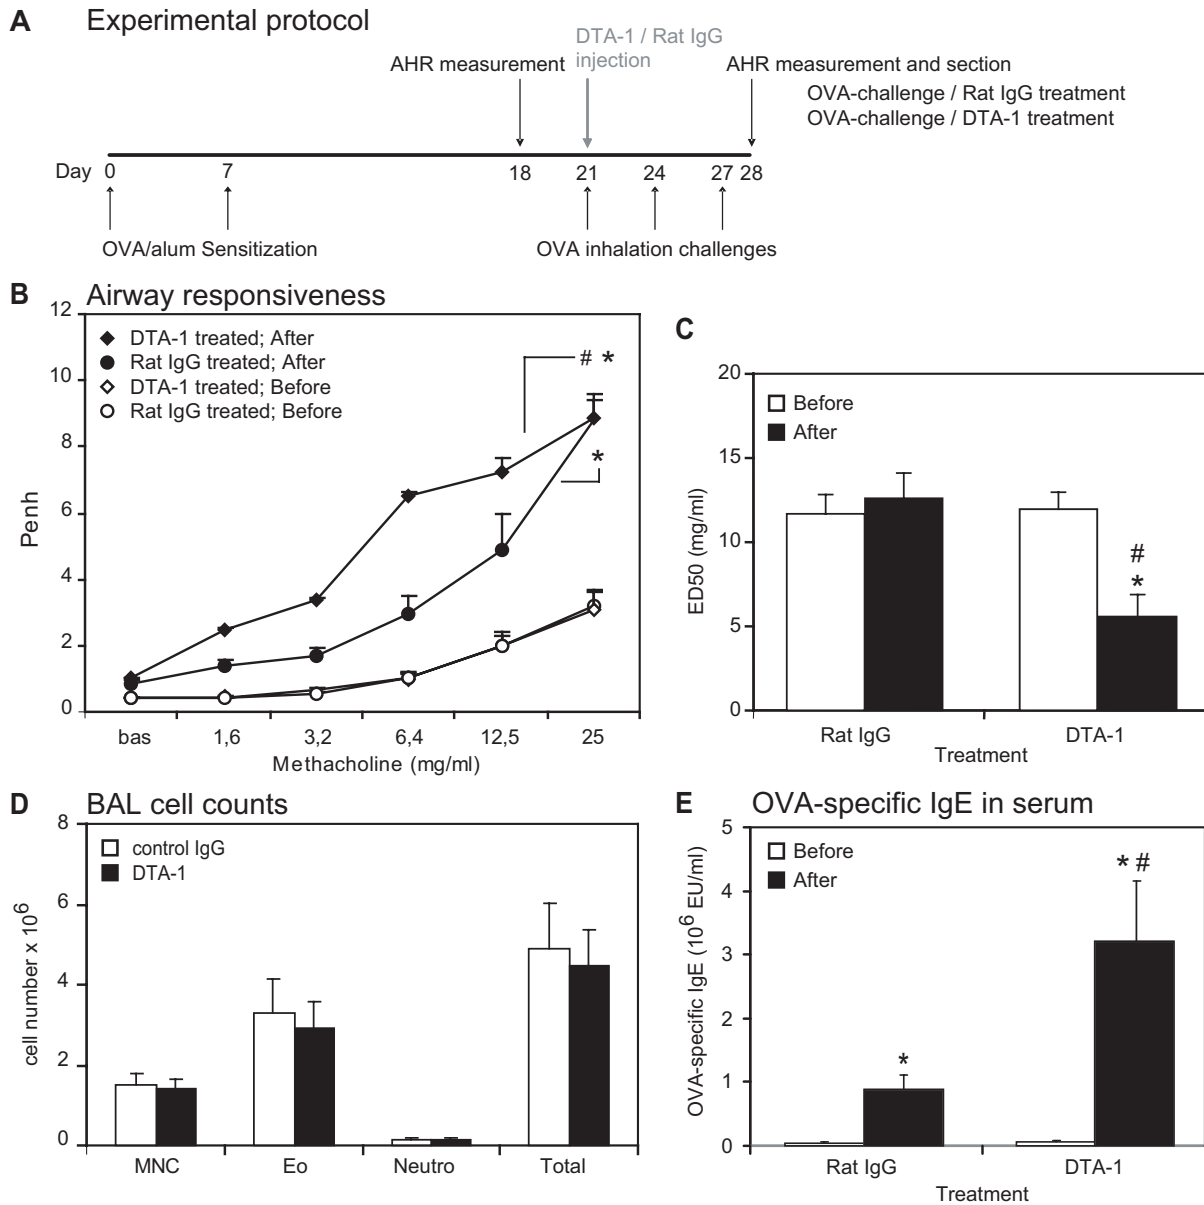 A Experimental protocol
DTA-1 / Rat IgG
injection
AHR measurement
AHR measurement and section
OVA-challenge / Rat IgG treatment
OVA-challenge / DTA-1 treatment
Day 0 7 18 21 24 27 28
OVA/alum Sensitization
OVA inhalation challenges
B Airway responsiveness
12
10
8
6
4
2
0
Penh
DTA-1 treated; After
Rat IgG treated; After
DTA-1 treated; Before
Rat IgG treated; Before
# *
*
bas 1,6 3,2 6,4 12,5 25
Methacholine (mg/ml)
C
20
15
10
5
0
ED50 (mg/ml)
Before
After
#
*
Rat IgG DTA-1
Treatment
D BAL cell counts
8
6
4
2
0
cell number x 10^6
control IgG
DTA-1
MNC Eo Neutro Total
E OVA-specific IgE in serum
5
4
3
2
1
0
OVA-specific IgE (10^6 EU/ml)
Before
After
*
* #
Rat IgG DTA-1
Treatment